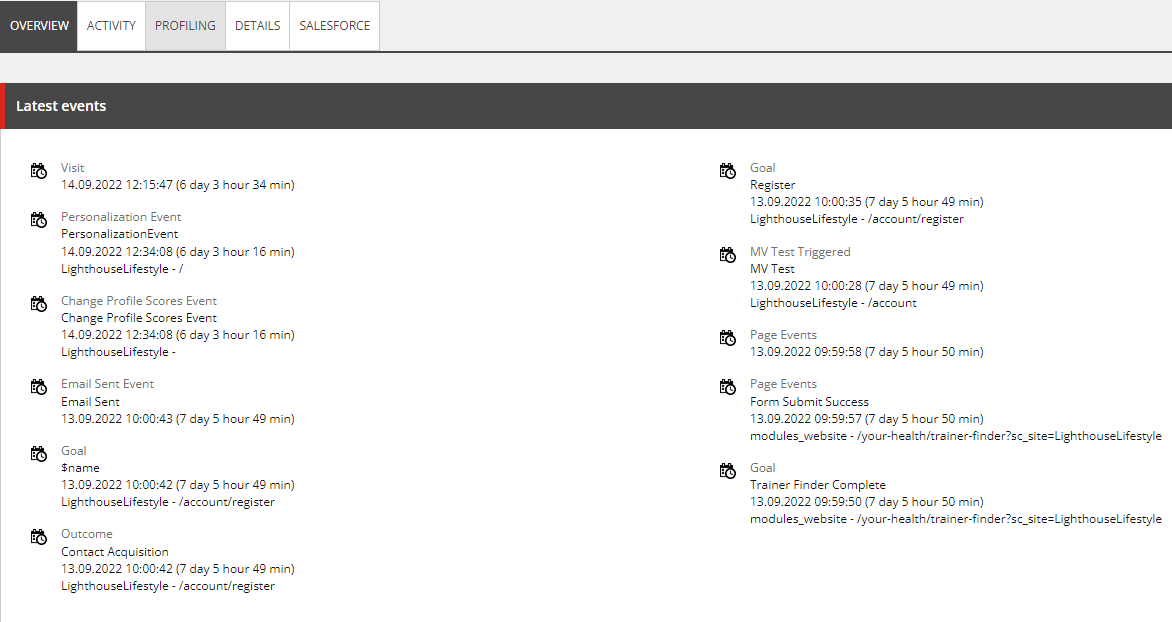 OVERVIEW
ACTIVITY
PROFILING
DETAILS
SALESFORCE
Latest events
Visit
14.09.2022 12:15:47 (6 day 3 hour 34 min)
Personalization Event
PersonalizationEvent
14.09.2022 12:34:08 (6 day 3 hour 16 min)
LighthouseLifestyle - /
Change Profile Scores Event
Change Profile Scores Event
14.09.2022 12:34:08 (6 day 3 hour 16 min)
LighthouseLifestyle -
Email Sent Event
Email Sent
13.09.2022 10:00:43 (7 day 5 hour 49 min)
Goal
$name
13.09.2022 10:00:42 (7 day 5 hour 49 min)
LighthouseLifestyle - /account/register
Outcome
Contact Acquisition
13.09.2022 10:00:42 (7 day 5 hour 49 min)
LighthouseLifestyle - /account/register
Goal
Register
13.09.2022 10:00:35 (7 day 5 hour 49 min)
LighthouseLifestyle - /account/register
MV Test Triggered
MV Test
13.09.2022 10:00:28 (7 day 5 hour 49 min)
LighthouseLifestyle - /account
Page Events
13.09.2022 09:59:58 (7 day 5 hour 50 min)
Page Events
Form Submit Success
13.09.2022 09:59:57 (7 day 5 hour 50 min)
modules_website - /your-health/trainer-finder?sc_site=LighthouseLifestyle
Goal
Trainer Finder Complete
13.09.2022 09:59:50 (7 day 5 hour 50 min)
modules_website - /your-health/trainer-finder?sc_site=LighthouseLifestyle